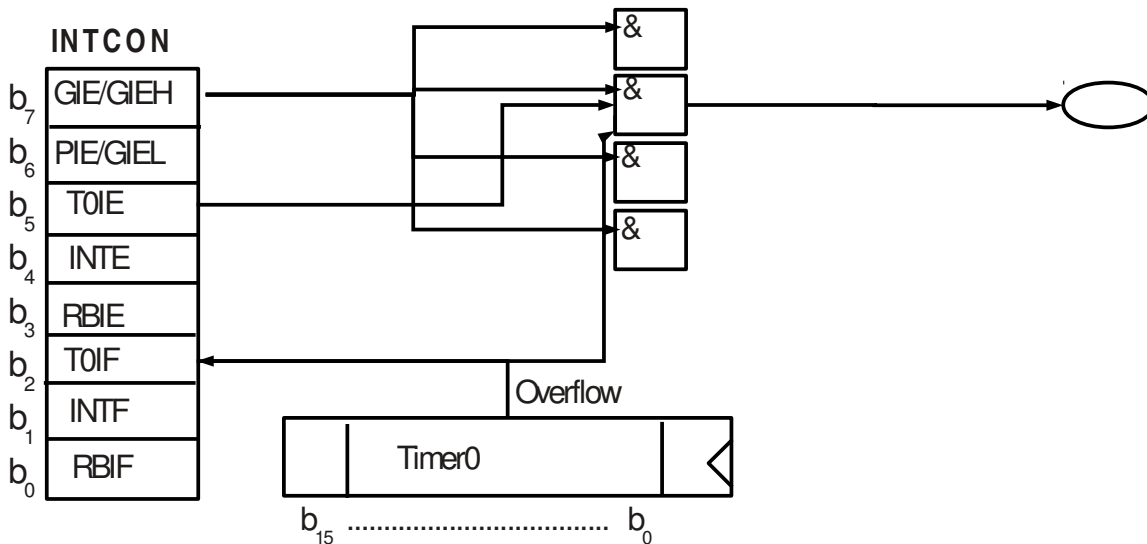 INTCON
b7 GIE/GIEH
b6 PIE/GIEL
b5 T0IE
b4 INTE
b3 RBIE
b2 T0IF
b1 INTF
b0 RBIF
&
&
&
&
Overflow
Timer0
b15 ............................. b0